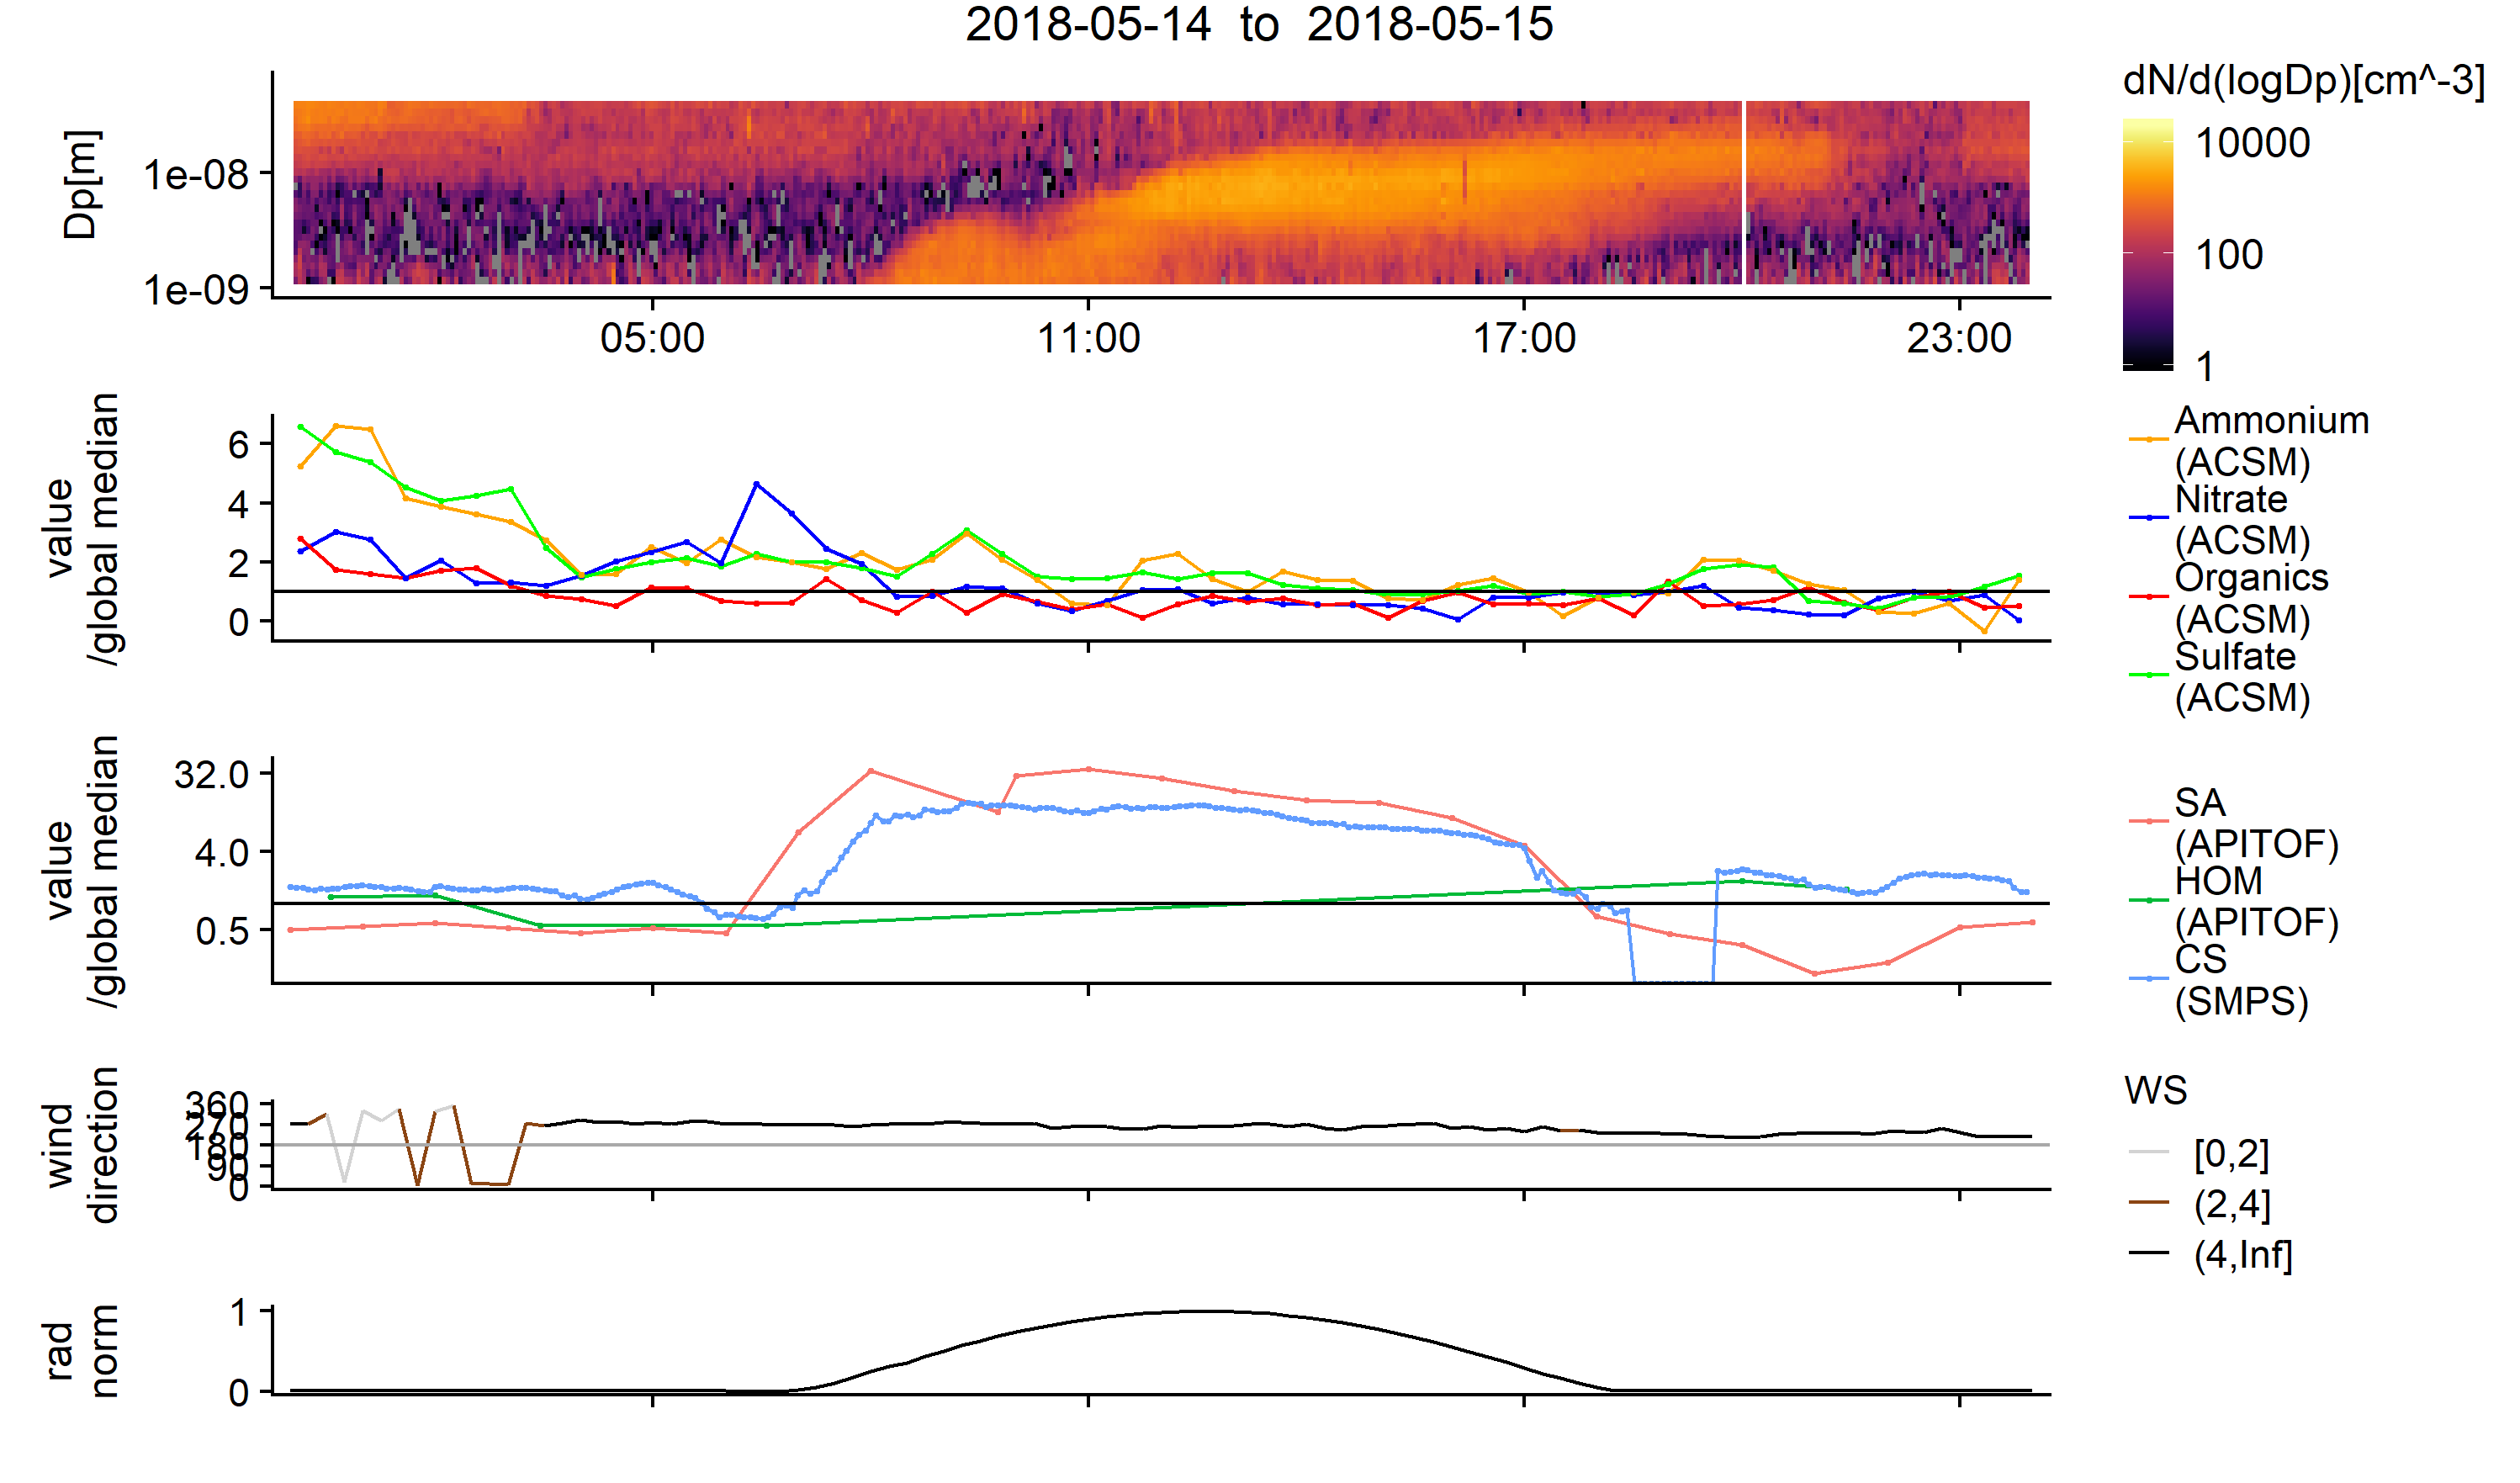 2018-05-14 to 2018-05-15
Dp[m]
1e-08
1e-09
05:00
11:00
17:00
23:00
dN/d(logDp)[cm^-3]
10000
100
1
value
/global median
6
4
2
0
Ammonium
(ACSM)
Nitrate
(ACSM)
Organics
(ACSM)
Sulfate
(ACSM)
value
/global median
32.0
4.0
0.5
SA
(APITOF)
HOM
(APITOF)
CS
(SMPS)
wind
direction
360
270
180
90
0
WS
[0,2]
(2,4]
(4,Inf]
rad
norm
1
0